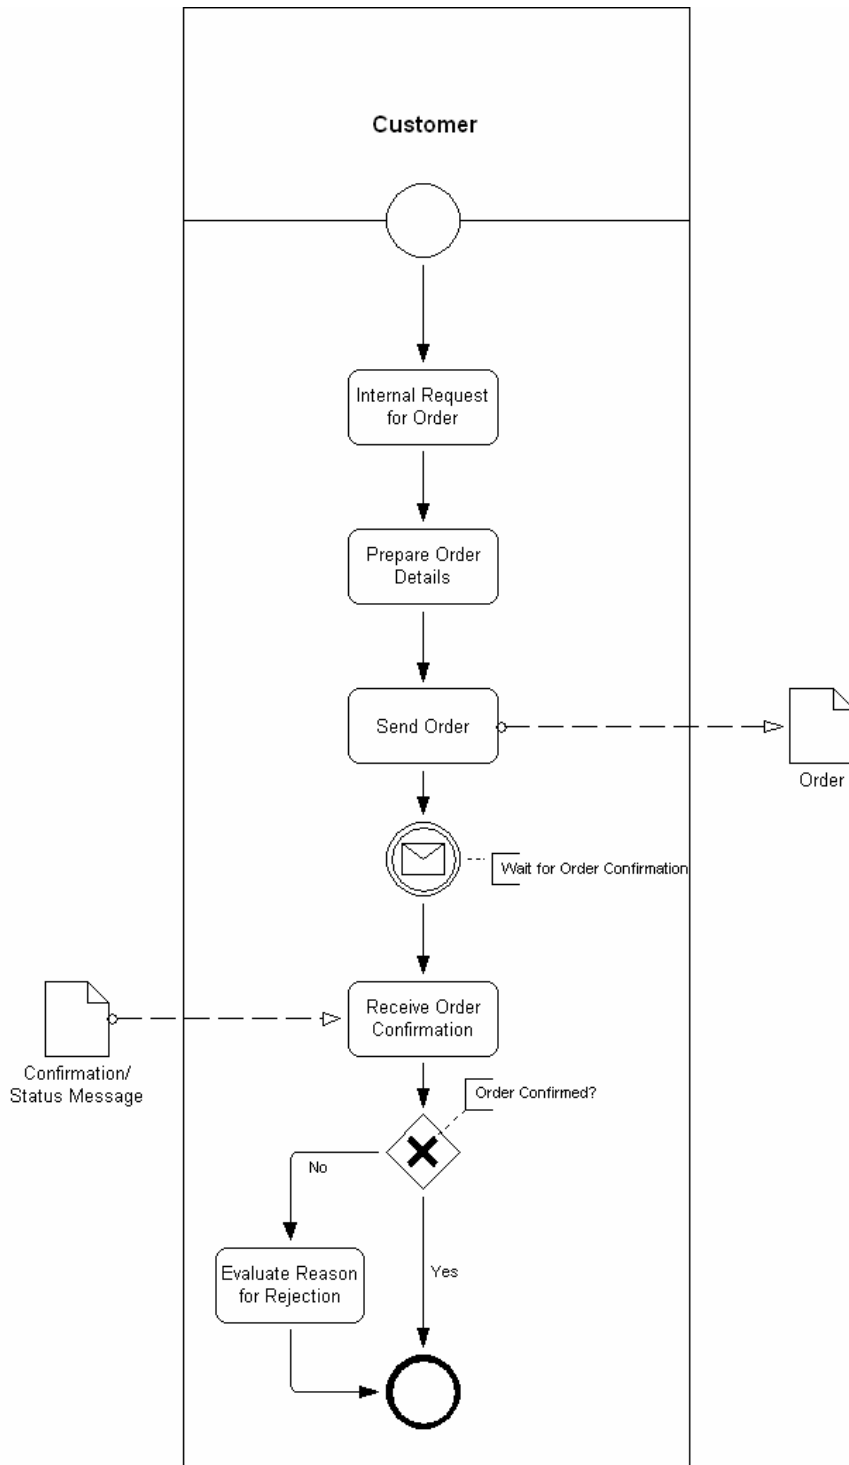 Customer
Internal Request
for Order
Prepare Order
Details
Send Order
Order
Wait for Order Confirmation
Receive Order
Confirmation
Confirmation/
Status Message
Order Confirmed?
No
Yes
Evaluate Reason
for Rejection